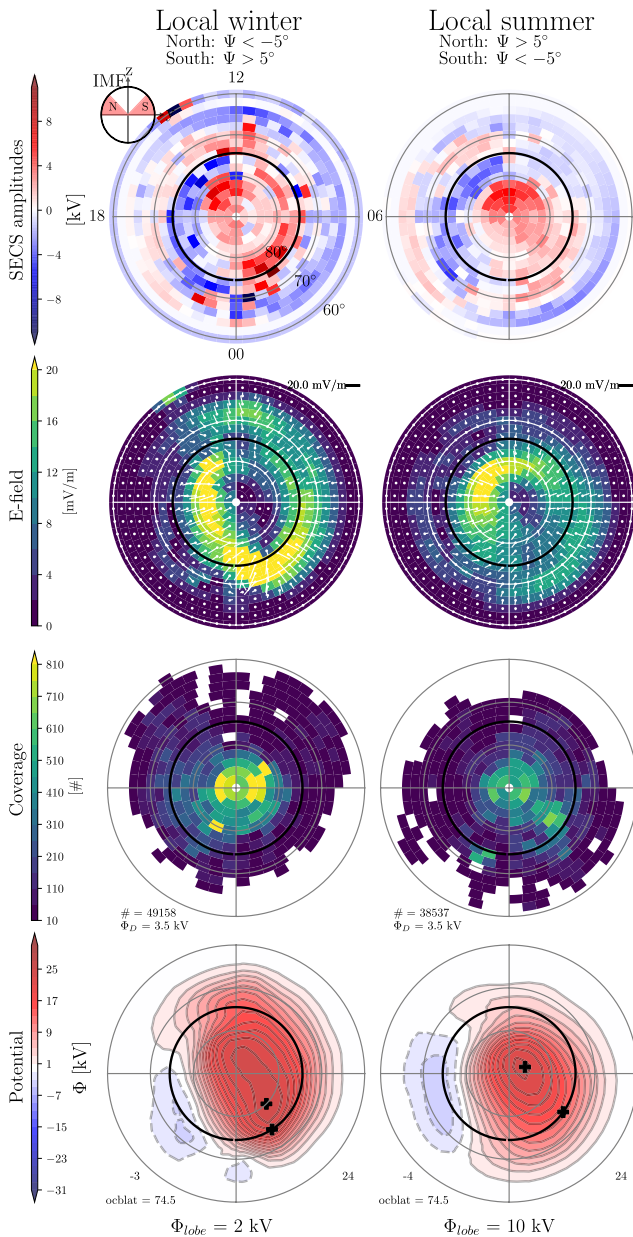 Local winter
North: Ψ < −5°
South: Ψ > 5°
Local summer
North: Ψ > 5°
South: Ψ < −5°
IMF
Z
N S
12
18
06
00
80°
70°
60°
SECS amplitudes
[kV]
8
4
0
−4
−8
E-field
[mV/m]
20
16
12
8
4
0
20.0 mV/m
20.0 mV/m
Coverage
[#]
810
710
610
510
410
310
210
110
10
# = 49158
Φ_D = 3.5 kV
# = 38537
Φ_D = 3.5 kV
Potential
Φ [kV]
25
17
9
1
−7
−15
−23
−31
-3
24
ocblat = 74.5
-4
24
ocblat = 74.5
Φ_lobe = 2 kV
Φ_lobe = 10 kV